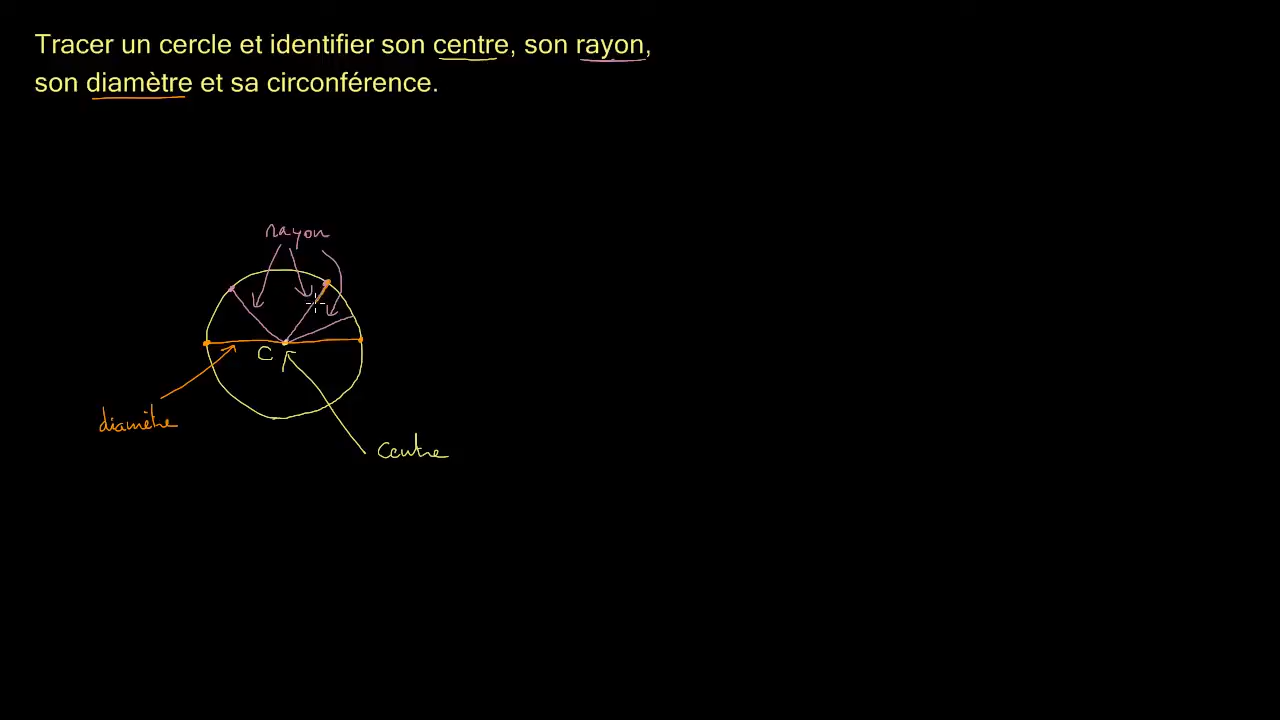 Tracer un cercle et identifier son centre, son rayon,
son diamètre et sa circonférence.
rayon
C
diamètre
Centre